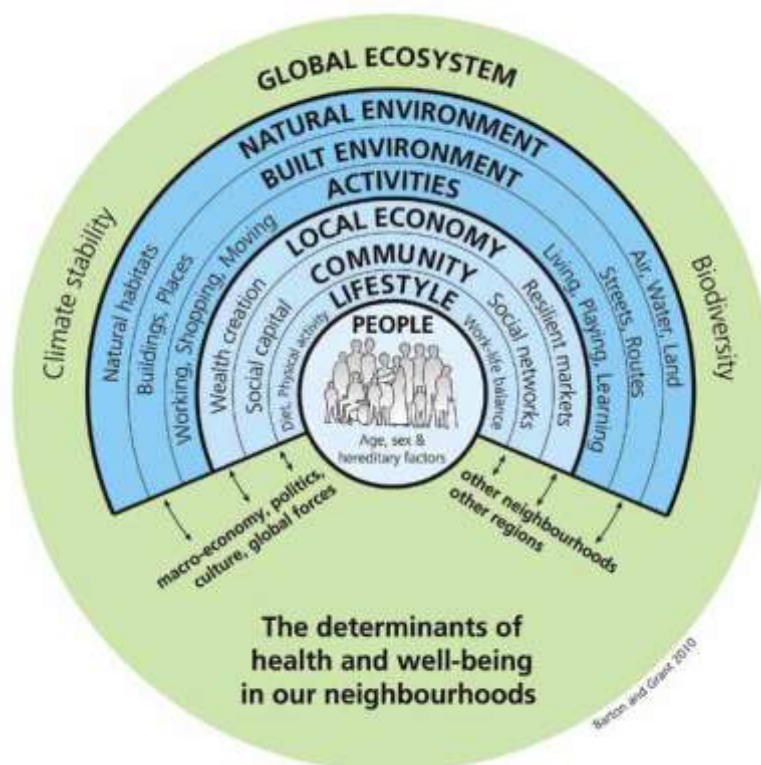 GLOBAL ECOSYSTEM
NATURAL ENVIRONMENT
BUILT ENVIRONMENT
ACTIVITIES
LOCAL ECONOMY
COMMUNITY
LIFESTYLE
PEOPLE
Age, sex &
hereditary factors
Climate stability
Natural habitats
Buildings, Places
Working, Shopping, Moving
Wealth creation
Social capital
Diet, Physical activity
Work-life balance
Social networks
Resilient markets
Living, Playing, Learning
Streets, Routes
Air, Water, Land
Biodiversity
macro-economy, politics,
culture, global forces
other neighbourhoods
other regions
The determinants of
health and well-being
in our neighbourhoods
Barton and Grant 2010